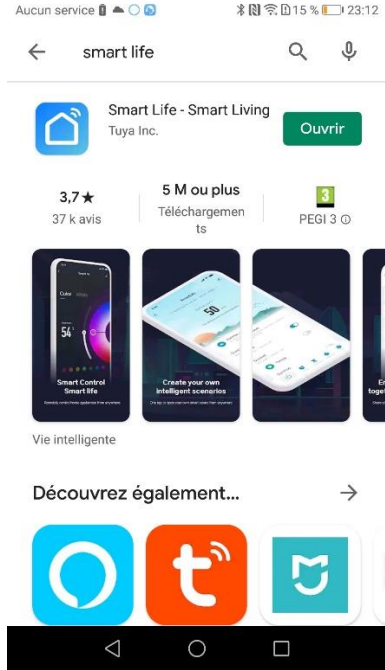 Aucun service 15 % 23:12
smart life
Smart Life - Smart Living
Tuya Inc.
Ouvrir
3,7★
37 k avis
5 M ou plus
Téléchargemen
ts
3
PEGI 3
Color
54
Smart Control
Smart life
50
Create your own
intelligent scenarios
Vie intelligente
Découvrez également...